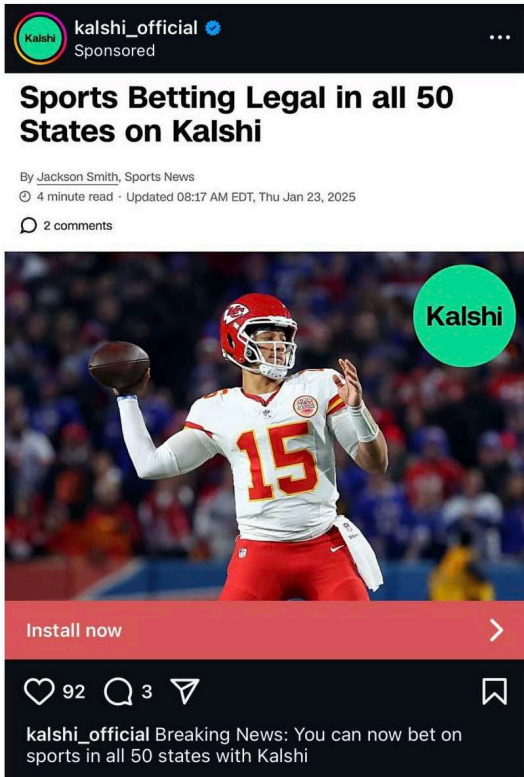 Kalshi
kalshi_official
Sponsored
Sports Betting Legal in all 50
States on Kalshi
By Jackson Smith, Sports News
4 minute read · Updated 08:17 AM EDT, Thu Jan 23, 2025
2 comments
Kalshi
15
Install now
92
3
kalshi_official Breaking News: You can now bet on
sports in all 50 states with Kalshi